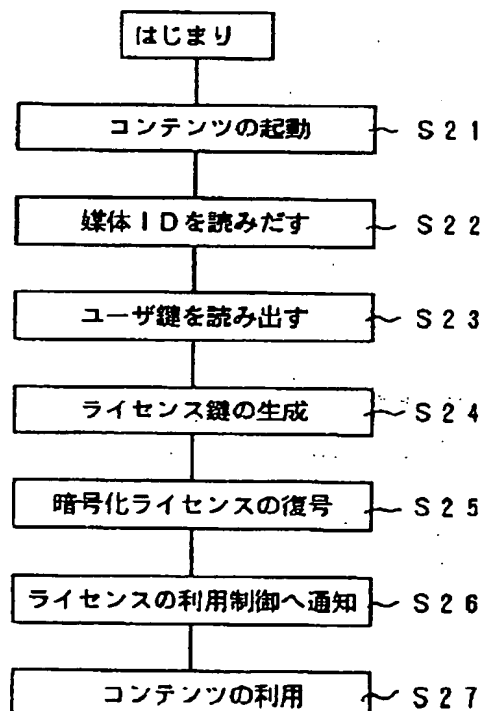 はじまり
コンテンツの起動 S21
媒体IDを読みだす S22
ユーザ鍵を読み出す S23
ライセンス鍵の生成 S24
暗号化ライセンスの復号 S25
ライセンスの利用制御へ通知 S26
コンテンツの利用 S27